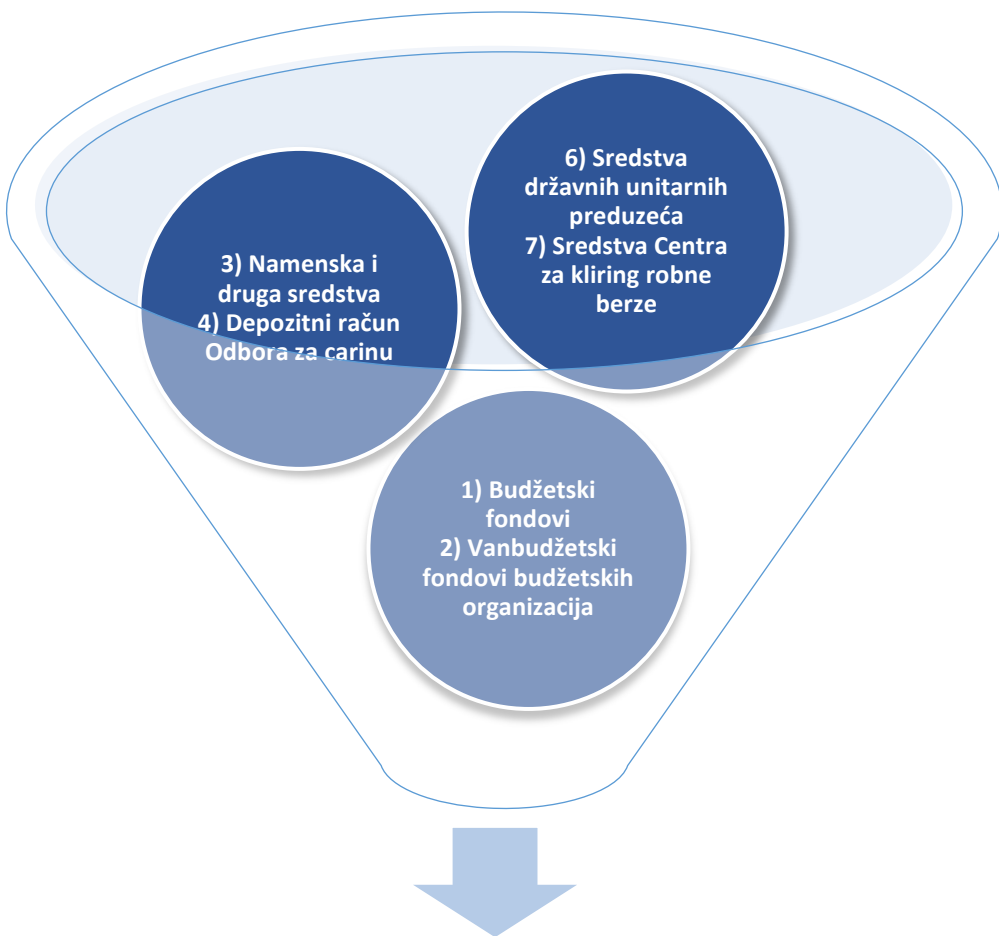 6) Sredstva
državnih unitarnih
preduzeća
7) Sredstva Centra
za kliring robne
berze
3) Namenska i
druga sredstva
4) Depozitni račun
Odbora za carinu
1) Budžetski
fondovi
2) Vanbudžetski
fondovi budžetskih
organizacija